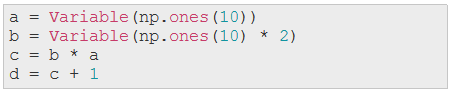 a = Variable(np.ones(10))
b = Variable(np.ones(10) * 2)
c = b * a
d = c + 1